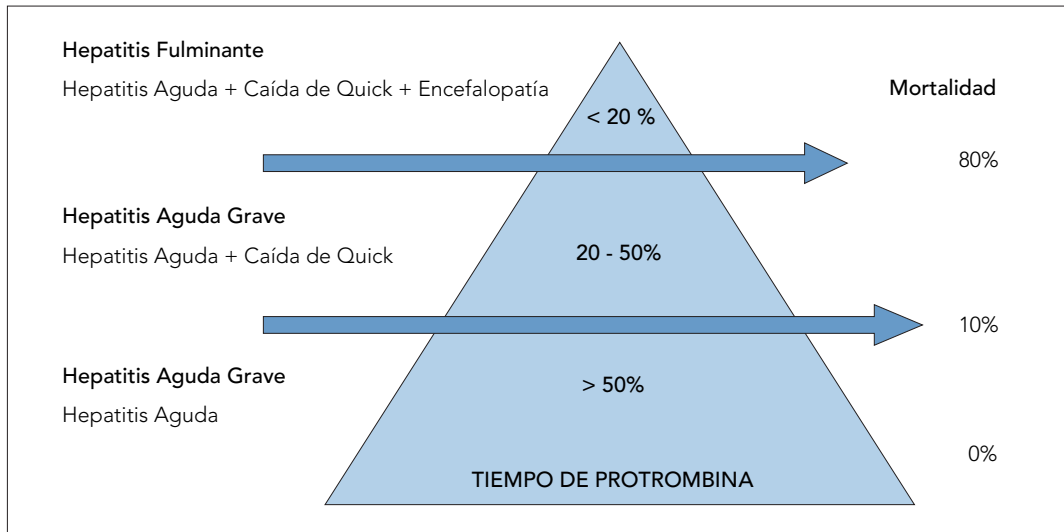 Hepatitis Fulminante
Hepatitis Aguda + Caída de Quick + Encefalopatía
Mortalidad
< 20 %
80%
Hepatitis Aguda Grave
Hepatitis Aguda + Caída de Quick
20 - 50%
10%
Hepatitis Aguda Grave
Hepatitis Aguda
> 50%
0%
TIEMPO DE PROTROMBINA